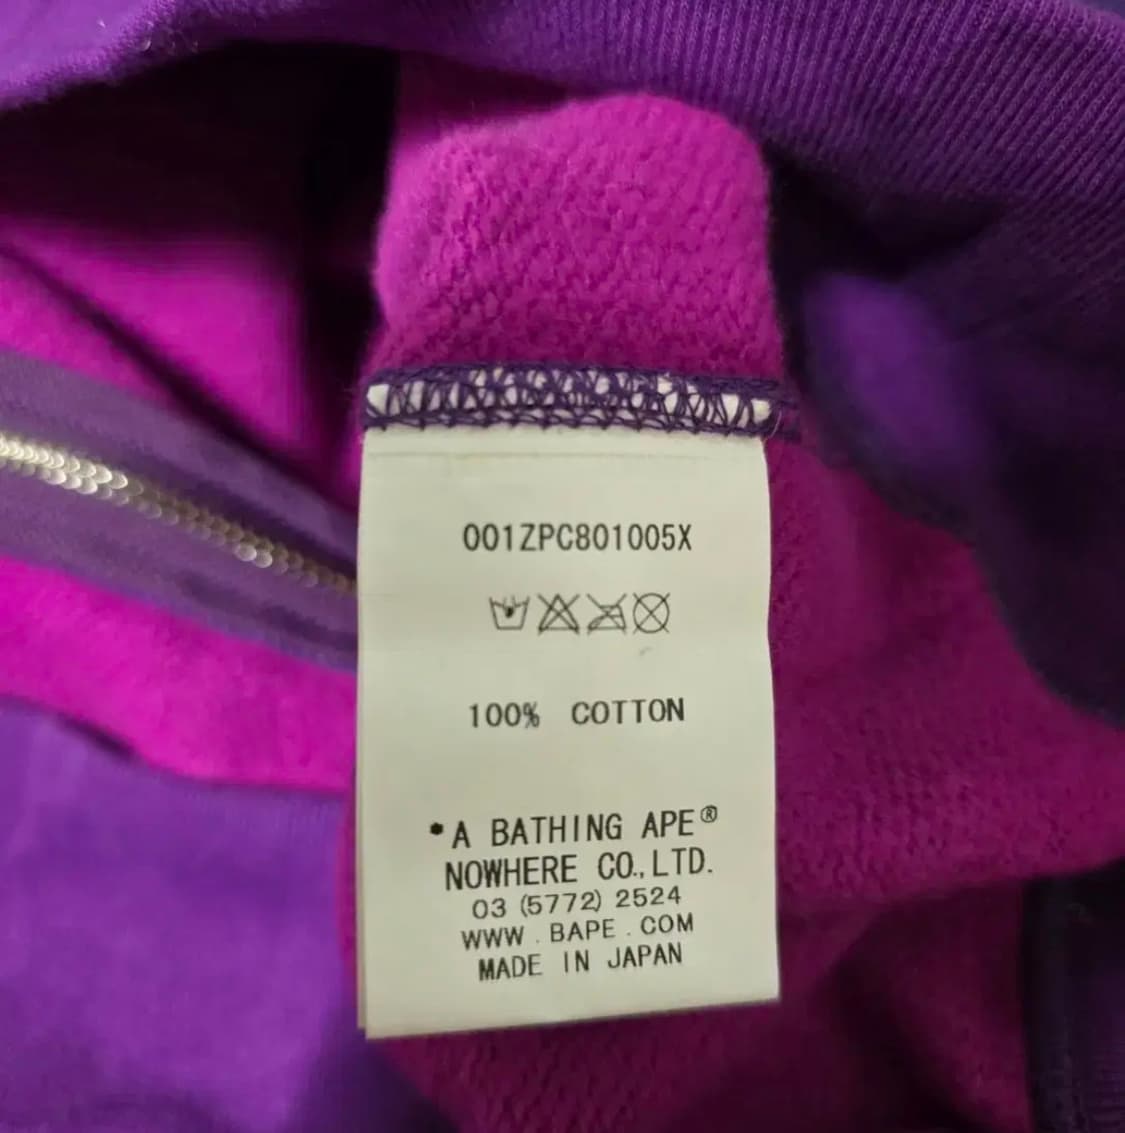 001ZPC801005X
100% COTTON
*A BATHING APE®
NOWHERE CO., LTD.
03 (5772) 2524
WWW . BAPE . COM
MADE IN JAPAN